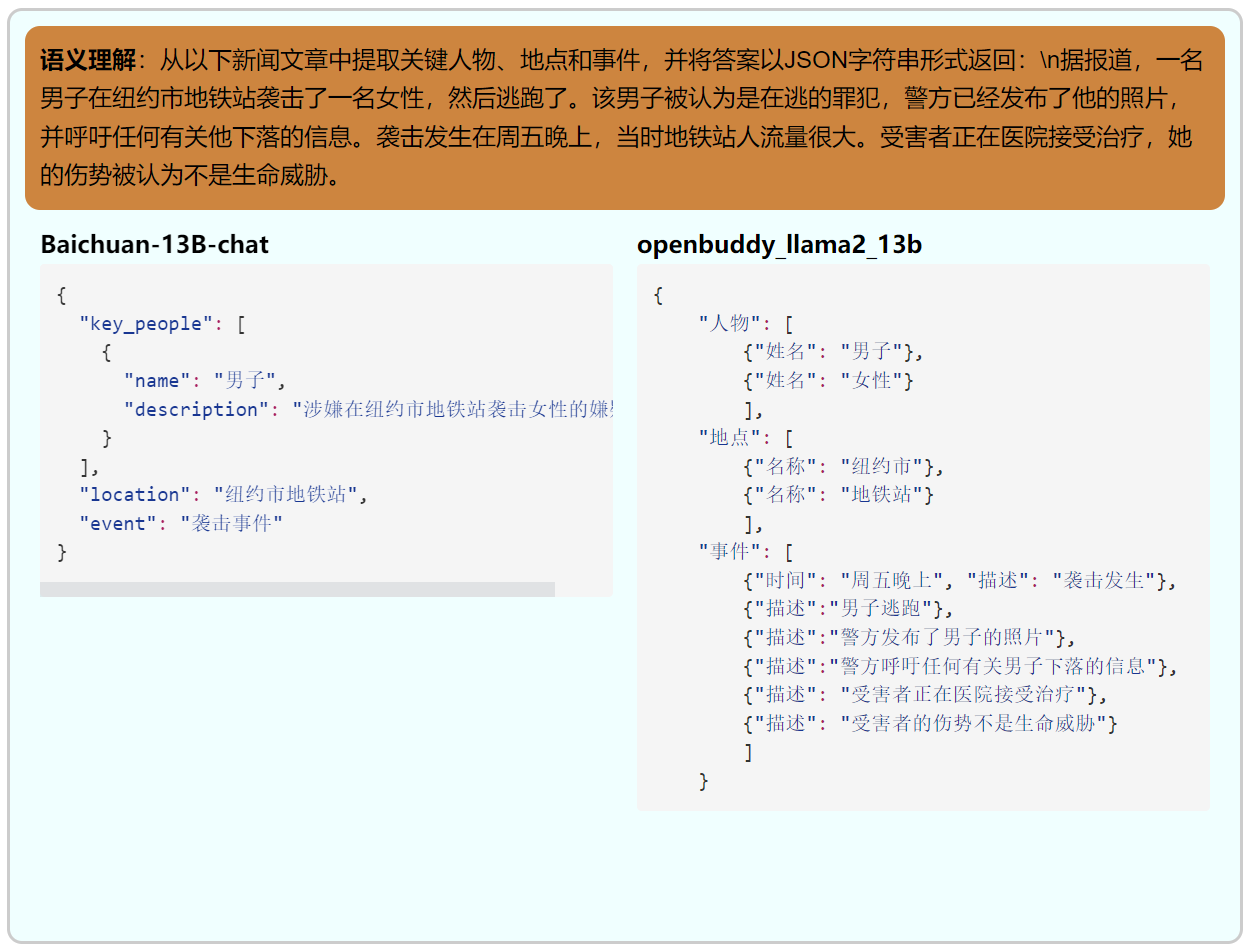 语义理解：从以下新闻文章中提取关键人物、地点和事件，并将答案以JSON字符串形式返回：\n据报道，一名
男子在纽约市地铁站袭击了一名女性，然后逃跑了。该男子被认为是在逃的罪犯，警方已经发布了他的照片，
并呼吁任何有关他下落的信息。袭击发生在周五晚上，当时地铁站人流量很大。受害者正在医院接受治疗，她
的伤势被认为不是生命威胁。
Baichuan-13B-chat
{
  "key_people": [
    {
      "name": "男子",
      "description": "涉嫌在纽约市地铁站袭击女性的嫌
    }
  ],
  "location": "纽约市地铁站",
  "event": "袭击事件"
}
openbuddy_llama2_13b
{
    "人物": [
        {"姓名": "男子"},
        {"姓名": "女性"}
        ],
    "地点": [
        {"名称": "纽约市"},
        {"名称": "地铁站"}
        ],
    "事件": [
        {"时间": "周五晚上", "描述": "袭击发生"},
        {"描述":"男子逃跑"},
        {"描述":"警方发布了男子的照片"},
        {"描述":"警方呼吁任何有关男子下落的信息"},
        {"描述": "受害者正在医院接受治疗"},
        {"描述": "受害者的伤势不是生命威胁"}
        ]
    }